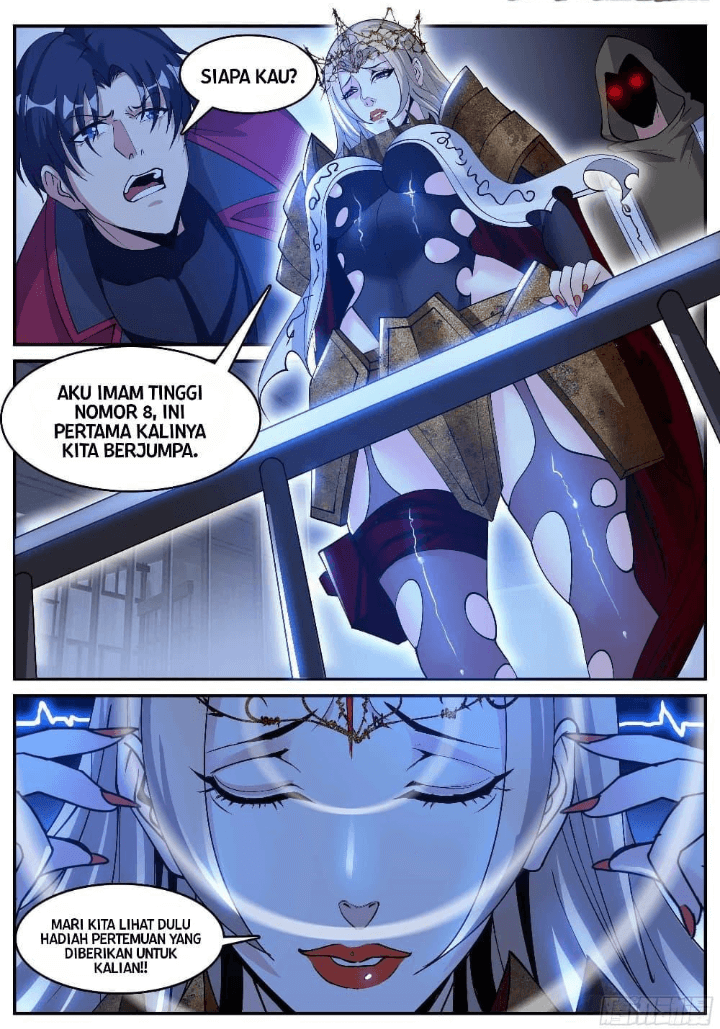 SIAPA KAU?
AKU IMAM TINGGI
NOMOR 8, INI
PERTAMA KALINYA
KITA BERJUMPA.
MARI KITA LIHAT DULU
HADIAH PERTEMUAN YANG
DIBERIKAN UNTUK
KALIAN!!